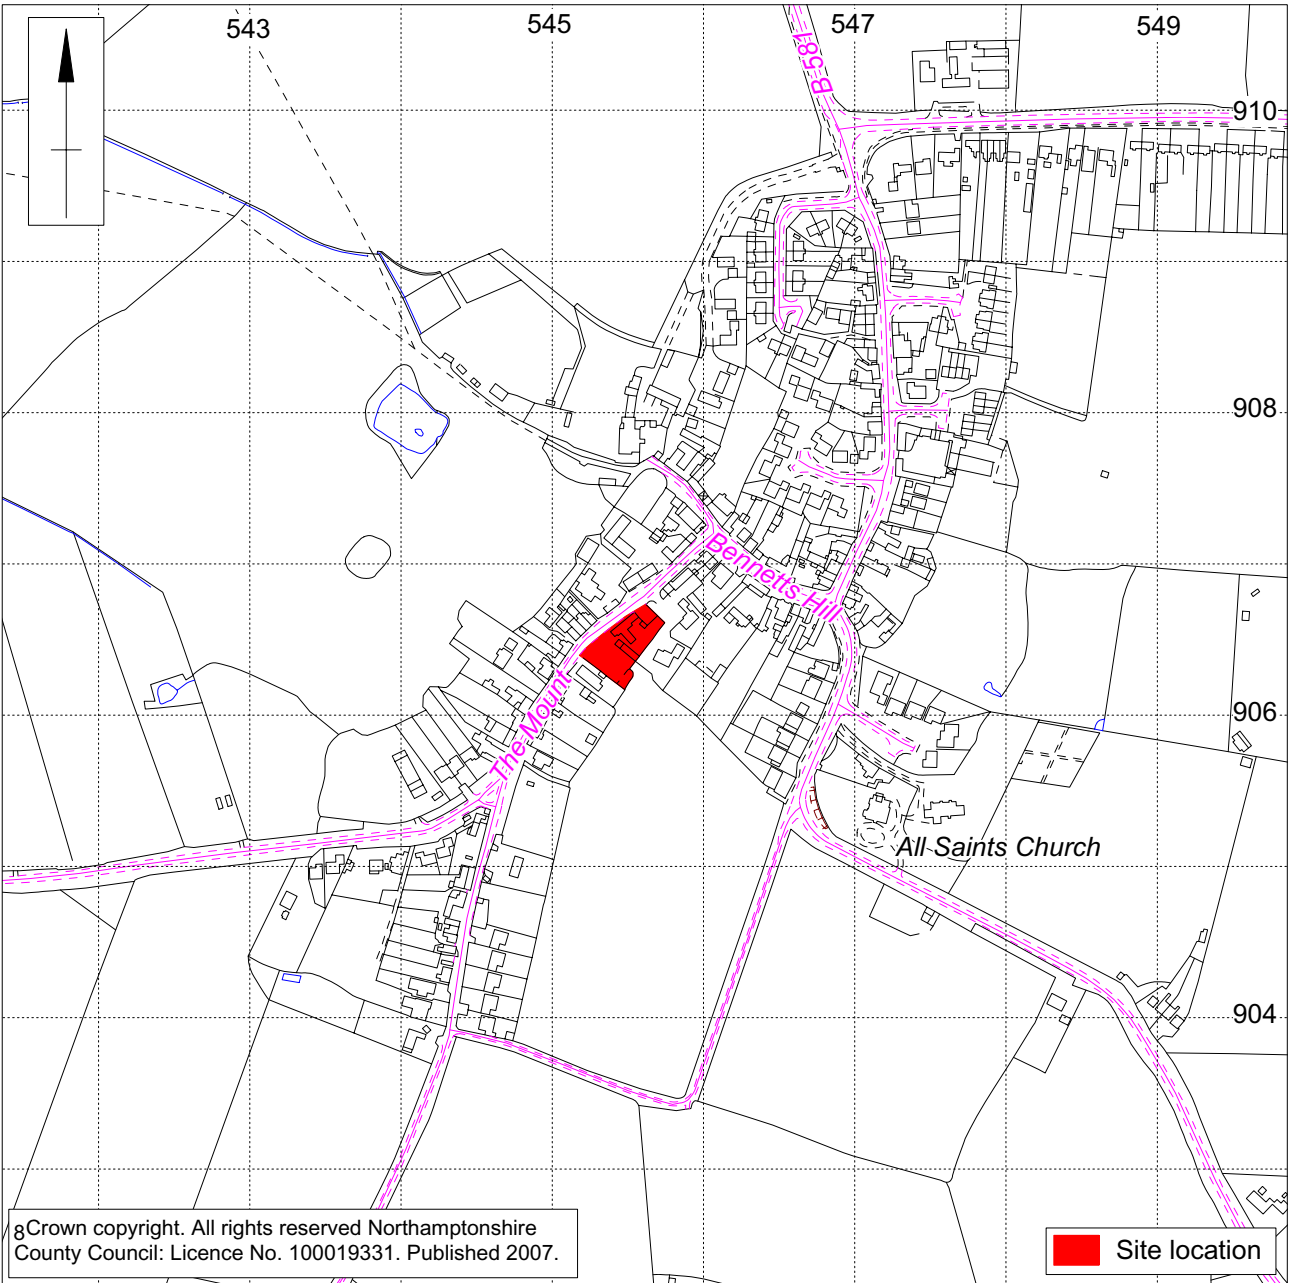 543
545
547
549
B 581
910
908
Bennetts Hill
The Mount
906
All Saints Church
904
8Crown copyright. All rights reserved Northamptonshire
County Council: Licence No. 100019331. Published 2007.
Site location